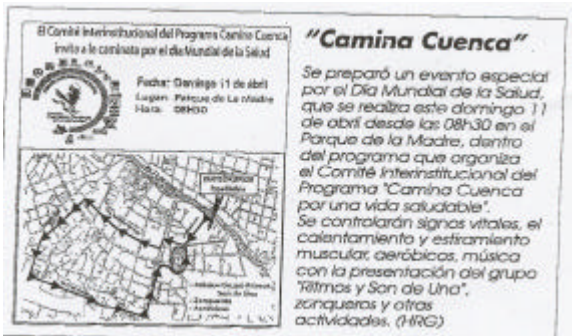 El Comité Interinstitucional del Programa Camina Cuenca
invita a la caminata por el día Mundial de la Salud
Fecha: Domingo 11 de abril
Lugar: Parque de La Madre
Hora: 08H30
"Camina Cuenca"
Se preparó un evento especial
por el Día Mundial de la Salud,
que se realiza este domingo 11
de abril desde las 08h30 en el
Parque de la Madre, dentro
del programa que organiza
el Comité Interinstitucional del
Programa "Camina Cuenca
por una vida saludable".
Se controlarán signos vitales, el
calentamiento y estiramiento
muscular, aeróbicos, música
con la presentación del grupo
"Ritmos y Son de Uno",
zanqueros y otras
actividades. (HRG)